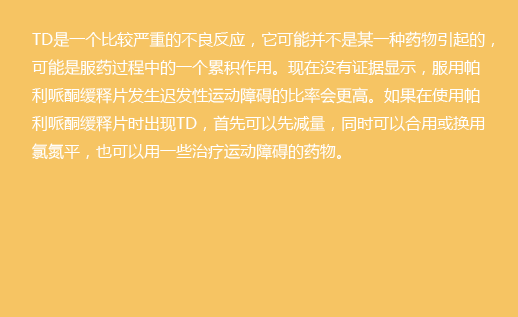 TD是一个比较严重的不良反应，它可能并不是某一种药物引起的，
可能是服药过程中的一个累积作用。现在没有证据显示，服用帕
利哌酮缓释片发生迟发性运动障碍的比率会更高。如果在使用帕
利哌酮缓释片时出现TD，首先可以先减量，同时可以合用或换用
氯氮平，也可以用一些治疗运动障碍的药物。